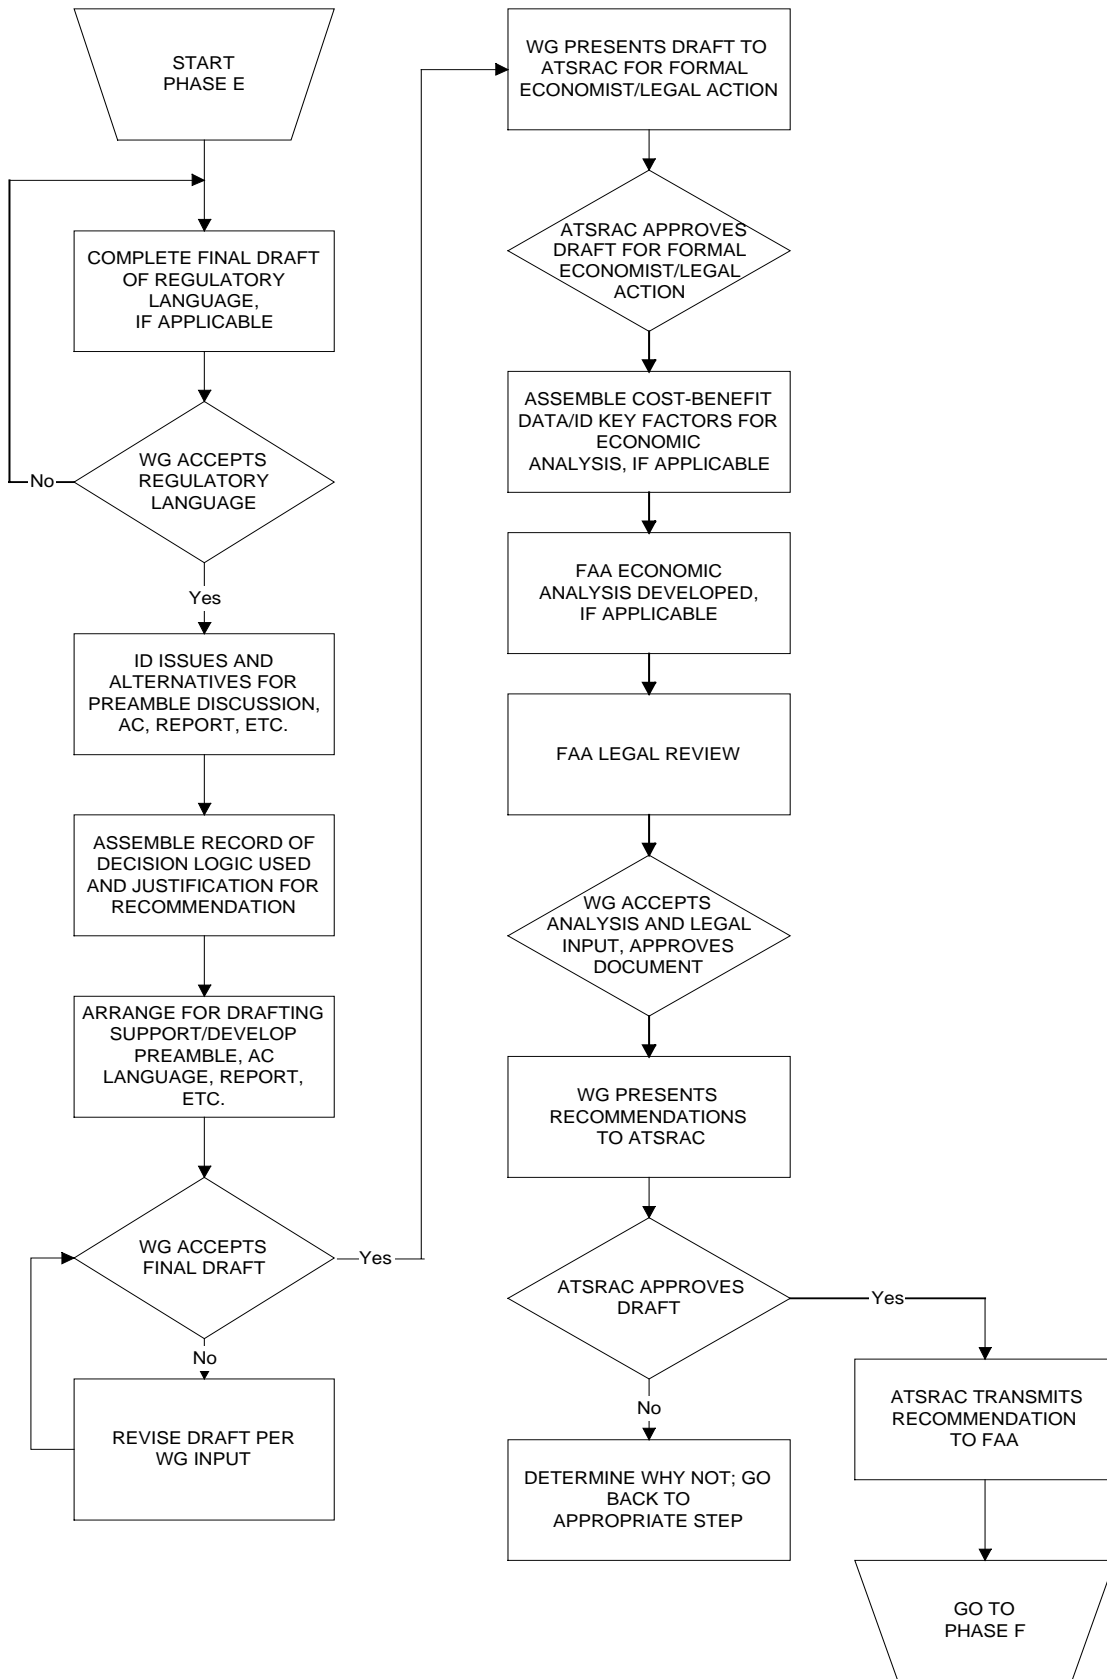 START
PHASE E
COMPLETE FINAL DRAFT
OF REGULATORY
LANGUAGE,
IF APPLICABLE
WG ACCEPTS
REGULATORY
LANGUAGE
No
Yes
ID ISSUES AND
ALTERNATIVES FOR
PREAMBLE DISCUSSION,
AC, REPORT, ETC.
ASSEMBLE RECORD OF
DECISION LOGIC USED
AND JUSTIFICATION FOR
RECOMMENDATION
ARRANGE FOR DRAFTING
SUPPORT/DEVELOP
PREAMBLE, AC
LANGUAGE, REPORT,
ETC.
WG ACCEPTS
FINAL DRAFT
Yes
No
REVISE DRAFT PER
WG INPUT
WG PRESENTS DRAFT TO
ATSRAC FOR FORMAL
ECONOMIST/LEGAL ACTION
ATSRAC APPROVES
DRAFT FOR FORMAL
ECONOMIST/LEGAL
ACTION
ASSEMBLE COST-BENEFIT
DATA/ID KEY FACTORS FOR
ECONOMIC
ANALYSIS, IF APPLICABLE
FAA ECONOMIC
ANALYSIS DEVELOPED,
IF APPLICABLE
FAA LEGAL REVIEW
WG ACCEPTS
ANALYSIS AND LEGAL
INPUT, APPROVES
DOCUMENT
WG PRESENTS
RECOMMENDATIONS
TO ATSRAC
ATSRAC APPROVES
DRAFT
Yes
No
DETERMINE WHY NOT; GO
BACK TO
APPROPRIATE STEP
ATSRAC TRANSMITS
RECOMMENDATION
TO FAA
GO TO
PHASE F